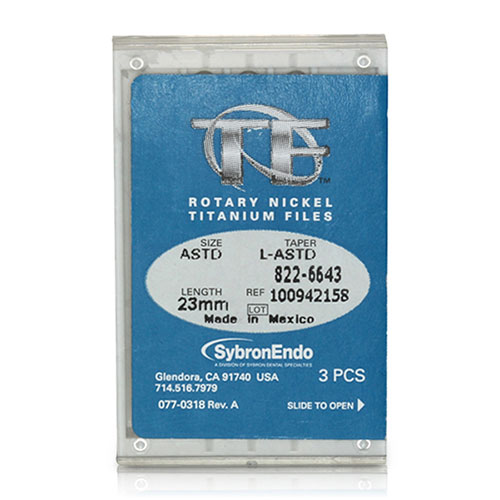 TF™
ROTARY NICKEL
TITANIUM FILES
SIZE TAPER
ASTD L-ASTD
822-6643
LENGTH REF 100942158
23mm LOT
Made in Mexico
SybronEndo
A DIVISION OF SYBRON DENTAL SPECIALTIES
Glendora, CA 91740 USA
714.516.7979
3 PCS
077-0318 Rev. A
SLIDE TO OPEN